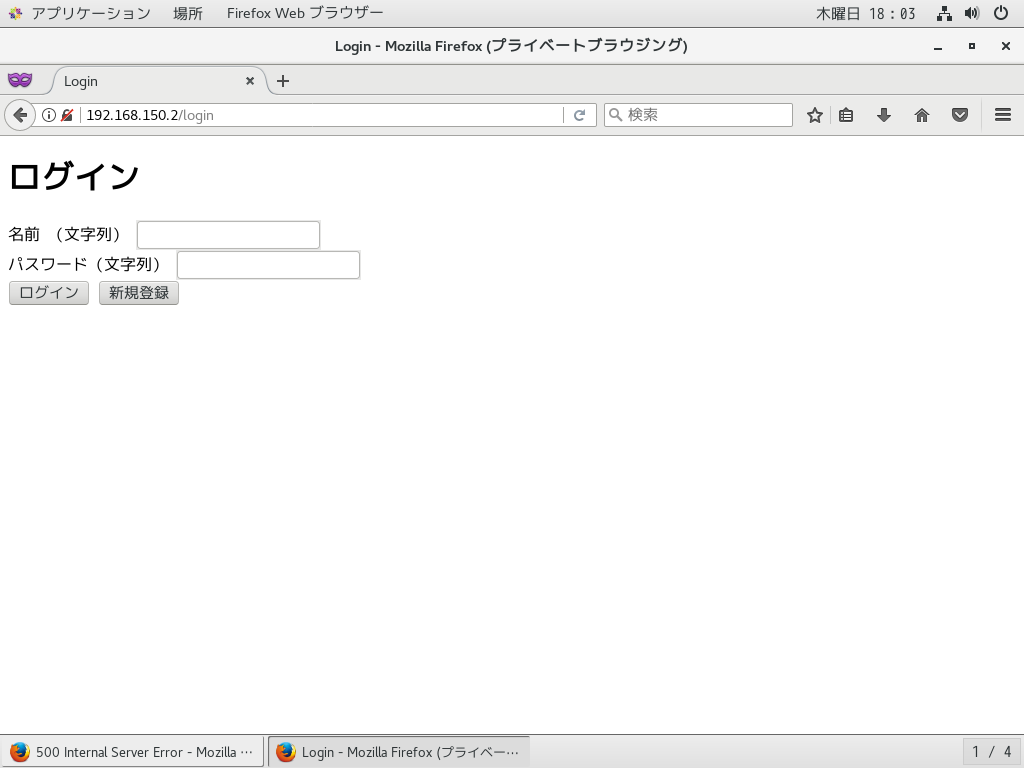 アプリケーション 場所 Firefox Web ブラウザー 木曜日 18：03
Login - Mozilla Firefox (プライベートブラウジング)
Login
192.168.150.2/login 検索
ログイン
名前 （文字列）
パスワード（文字列）
ログイン 新規登録
500 Internal Server Error - Mozilla … Login - Mozilla Firefox (プライベー… 1 / 4